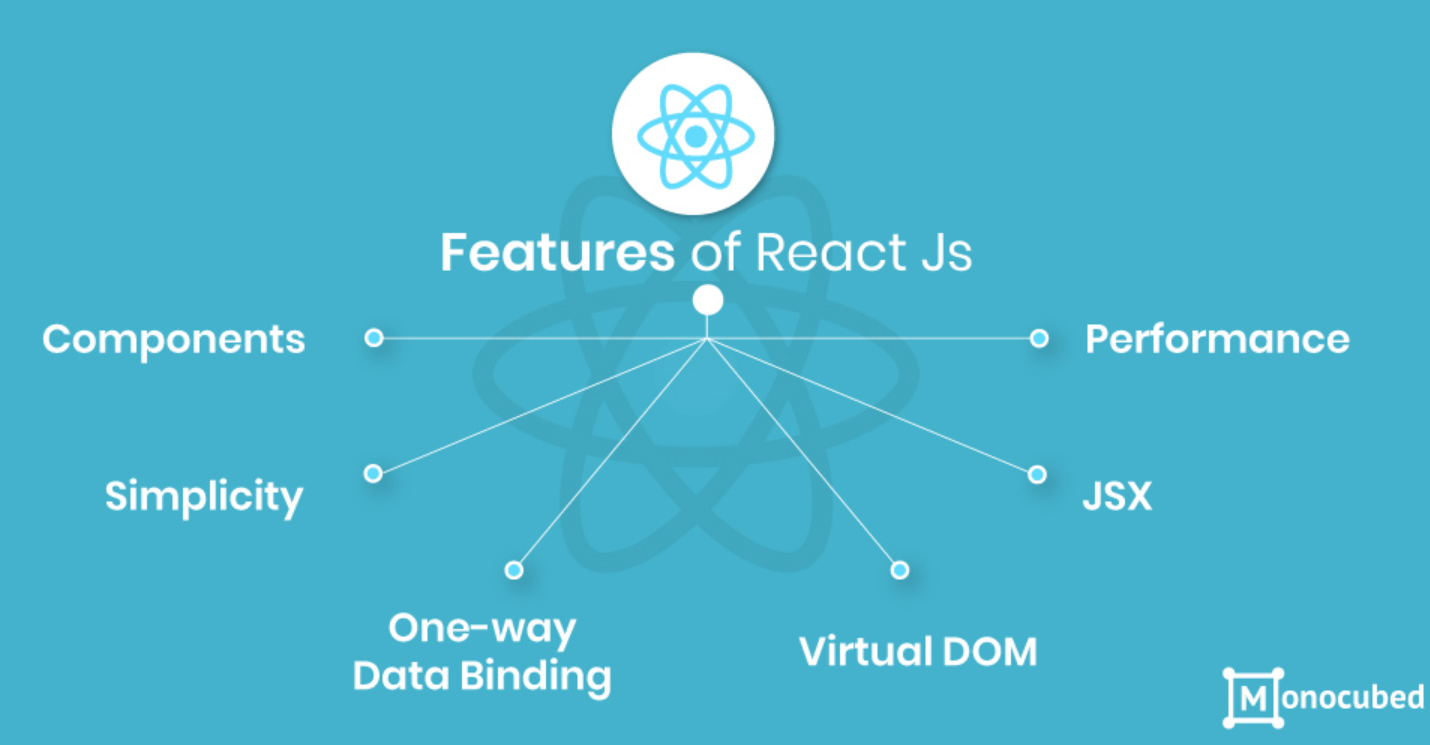 Features of React Js
Components
Performance
Simplicity
JSX
One-way
Data Binding
Virtual DOM
Monocubed